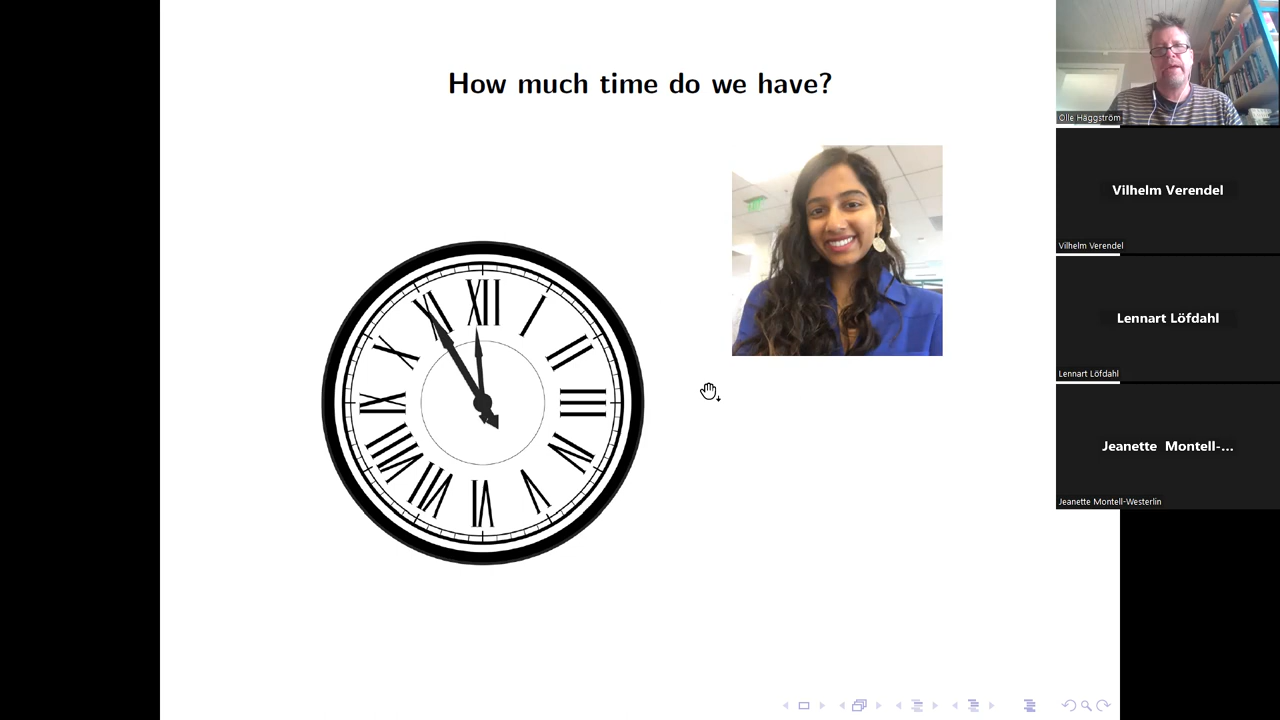 How much time do we have?
XII
I
II
III
IV
V
VI
VII
VIII
IX
X
XI
Olle Häggström
Vilhelm Verendel
Vilhelm Verendel
Lennart Löfdahl
Lennart Löfdahl
Jeanette Montell-...
Jeanette Montell-Westerlin